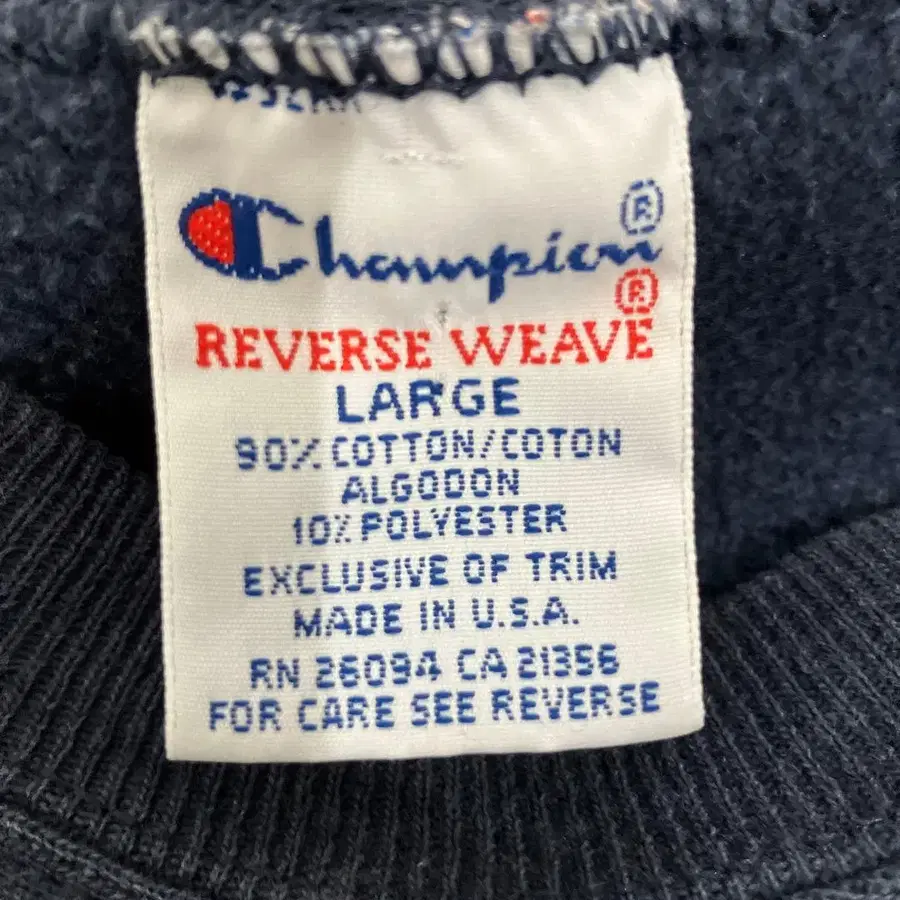 Champion®
REVERSE WEAVE®
LARGE
90% COTTON/COTON
ALGODON
10% POLYESTER
EXCLUSIVE OF TRIM
MADE IN U.S.A.
RN 26094 CA 21356
FOR CARE SEE REVERSE